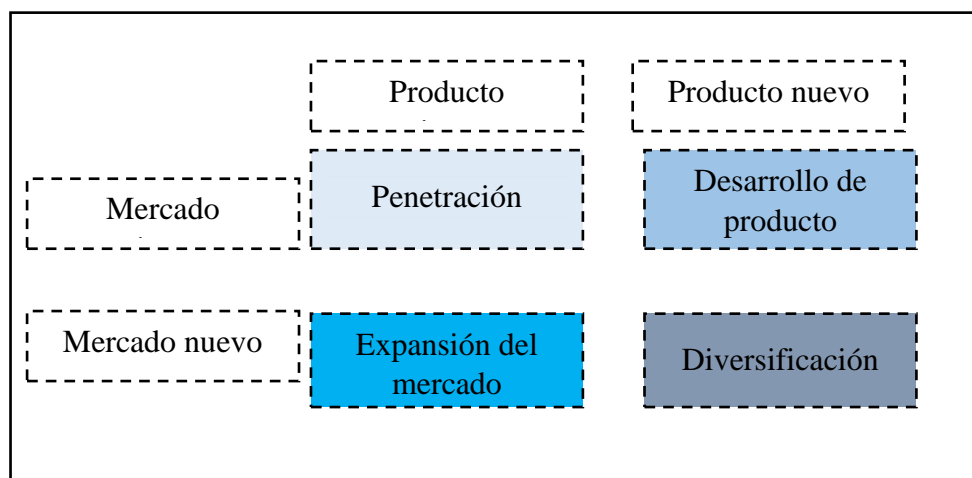 Producto
Producto nuevo
Penetración
Desarrollo de
producto
Mercado
Mercado nuevo
Expansión del
mercado
Diversificación